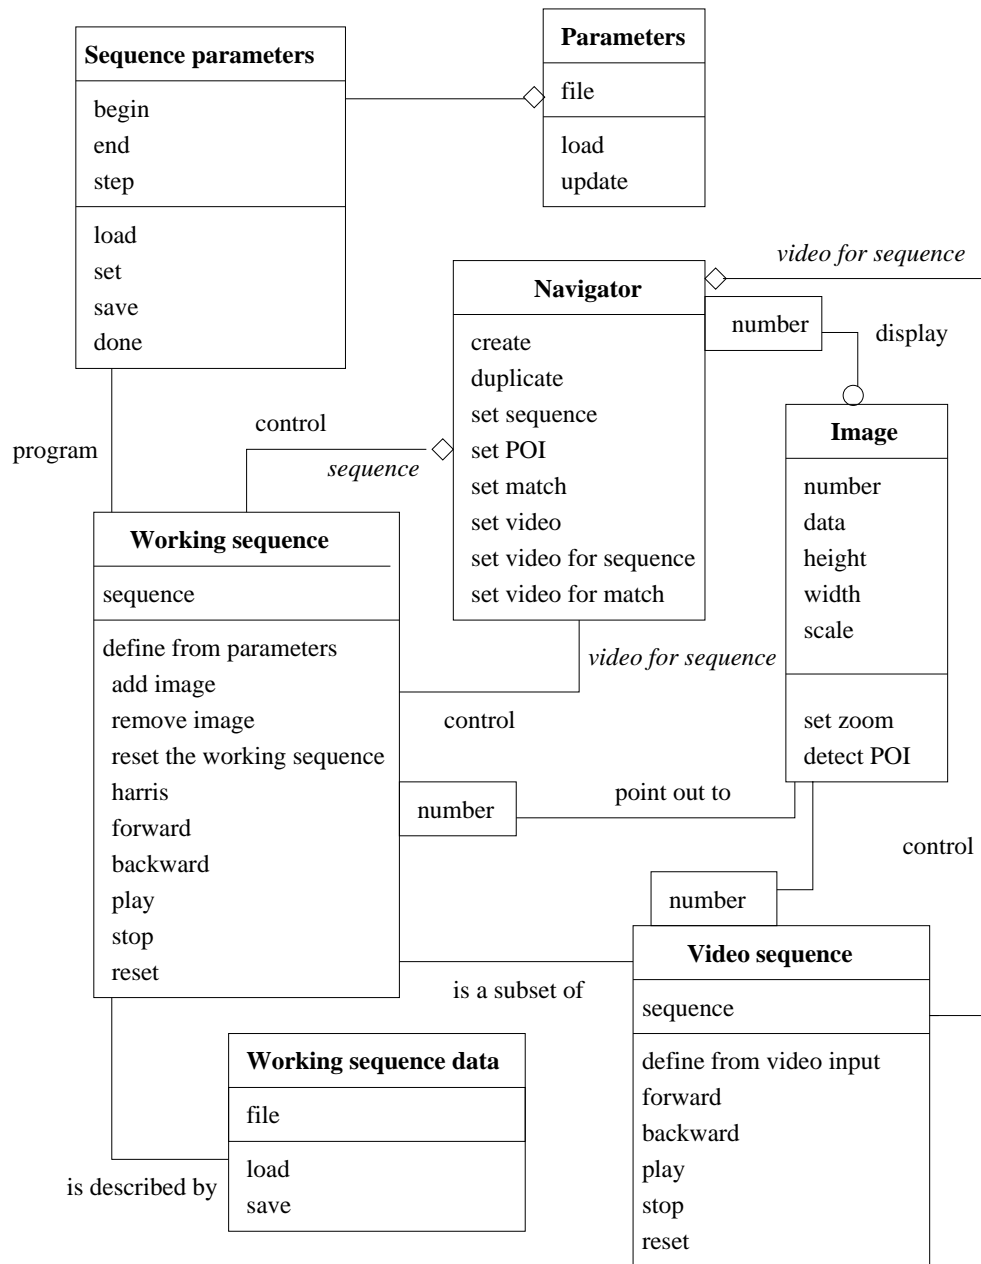 Sequence parameters
begin
end
step
load
set
save
done
Parameters
file
load
update
video for sequence
Navigator
create
duplicate
set sequence
set POI
set match
set video
set video for sequence
set video for match
number
display
Image
number
data
height
width
scale
set zoom
detect POI
program
control
sequence
Working sequence
sequence
define from parameters
add image
remove image
reset the working sequence
harris
forward
backward
play
stop
reset
video for sequence
control
number
point out to
control
number
Video sequence
sequence
define from video input
forward
backward
play
stop
reset
is a subset of
Working sequence data
file
load
save
is described by